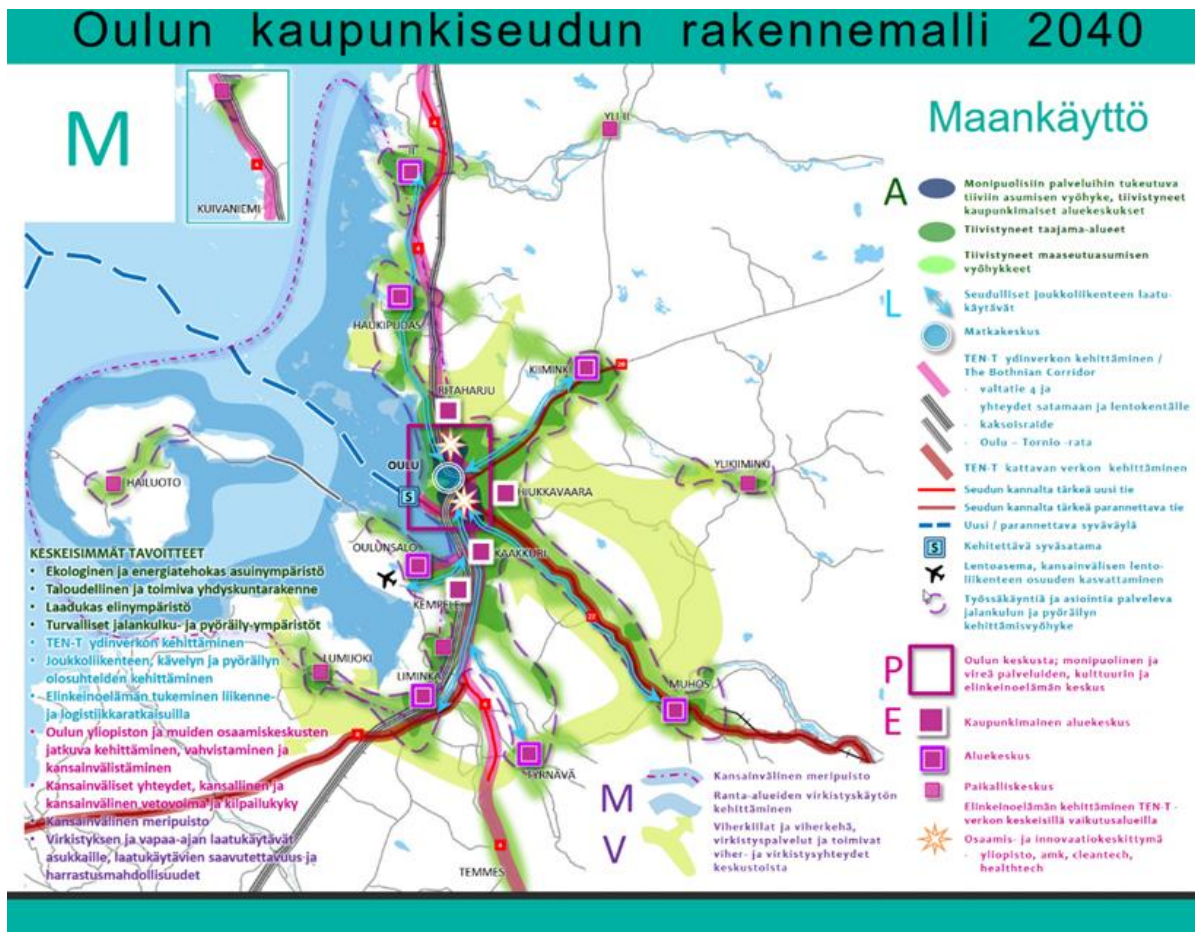 Oulun kaupunkiseudun rakennemalli 2040
M
KUIVANIEMI
4
YLI-II
II
4
4
HAUKIPUDAS
KIIMINKI
20
RITAHARJU
OULU
S
HIUKKAVAARA
YLIKIIMINKI
HAILUOTO
OULUNSALO
KAAKKURI
KEMPELE
22
LUMIJOKI
LIMINKA
MUHOS
4
TYRNÄVÄ
TEMMES
KESKEISIMMÄT TAVOITTEET
• Ekologinen ja energiatehokas asuinympäristö
• Taloudellinen ja toimiva yhdyskuntarakenne
• Laadukas elinympäristö
• Turvalliset jalankulku- ja pyöräily-ympäristöt
• TEN-T ydinverkon kehittäminen
• Joukkoliikenteen, kävelyn ja pyöräilyn
olosuhteiden kehittäminen
• Elinkeinoelämän tukeminen liikenne-
ja logistiikkaratkaisuilla
• Oulun yliopiston ja muiden osaamiskeskusten
jatkuva kehittäminen, vahvistaminen ja
kansainvälistäminen
• Kansainväliset yhteydet, kansallinen ja
kansainvälinen vetovoima ja kilpailukyky
• Kansainvälinen meripuisto
• Virkistyksen ja vapaa-ajan laatukäytävät
asukkaille, laatukäytävien saavutettavuus ja
harrastusmahdollisuudet
M
V
Kansainvälinen meripuisto
Ranta-alueiden virkistyskäytön
kehittäminen
Viherkiilat ja viherkehä,
virkistyspalvelut ja toimivat
viher- ja virkistysyhteydet
keskustoista
Maankäyttö
A
Monipuolisiin palveluihin tukeutuva
tiiviin asumisen vyöhyke, tiivistyneet
kaupunkimaiset aluekeskukset
Tiivistyneet taajama-alueet
Tiivistyneet maaseutuasumisen
vyöhykkeet
L
Seudulliset joukkoliikenteen laatu-
käytävät
Matkakeskus
TEN-T ydinverkon kehittäminen /
The Bothnian Corridor
- valtatie 4 ja
yhteydet satamaan ja lentokentälle
- kaksoisraide
- Oulu – Tornio -rata
TEN-T kattavan verkon kehittäminen
Seudun kannalta tärkeä uusi tie
Seudun kannalta tärkeä parannettava tie
Uusi / parannettava syväväylä
S
Kehitettävä syväsatama
Lentoasema, kansainvälisen lento-
liikenteen osuuden kasvattaminen
Työssäkäyntiä ja asiointia palveleva
jalankulun ja pyöräilyn
kehittämisvyöhyke
P
Oulun keskusta; monipuolinen ja
vireä palveluiden, kulttuurin ja
elinkeinoelämän keskus
E
Kaupunkimainen aluekeskus
Aluekeskus
Paikalliskeskus
Elinkeinoelämän kehittäminen TEN-T -
verkon keskeisillä vaikutusalueilla
Osaamis- ja innovaatiokeskittymä
- yliopisto, amk, cleantech,
healthtech